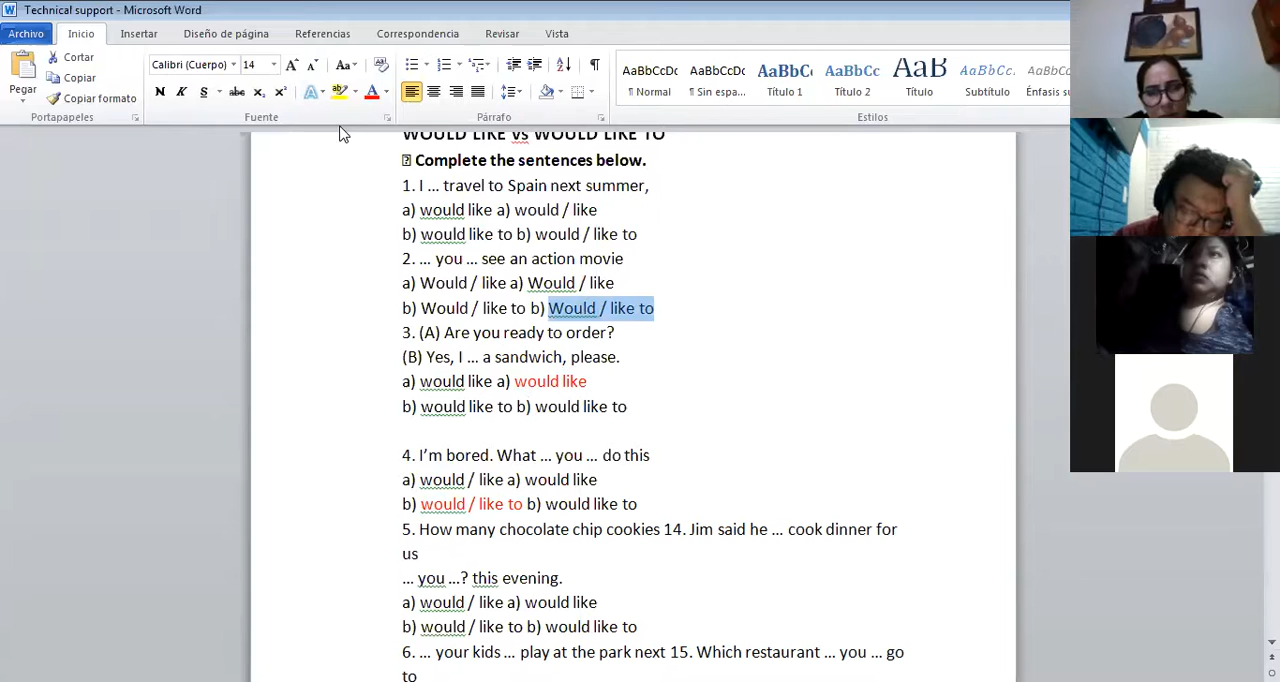 Technical support - Microsoft Word
Archivo Inicio Insertar Diseño de página Referencias Correspondencia Revisar Vista
Pegar
Cortar
Copiar
Copiar formato
Portapapeles
Calibri (Cuerpo) 14
Fuente
Párrafo
AaBbCcDc AaBbCcDc AaBbC AaBbCc AaB AaBbCc. AaBbCcDc
¶ Normal ¶ Sin espa... Título 1 Título 2 Título Subtítulo Énfasis su
Estilos
WOULD LIKE vs WOULD LIKE TO
Complete the sentences below.
1. I … travel to Spain next summer,
a) would like a) would / like
b) would like to b) would / like to
2. … you … see an action movie
a) Would / like a) Would / like
b) Would / like to b) Would / like to
3. (A) Are you ready to order?
(B) Yes, I … a sandwich, please.
a) would like a) would like
b) would like to b) would like to
4. I’m bored. What … you … do this
a) would / like a) would like
b) would / like to b) would like to
5. How many chocolate chip cookies 14. Jim said he … cook dinner for
us
… you …? this evening.
a) would / like a) would like
b) would / like to b) would like to
6. … your kids … play at the park next 15. Which restaurant … you … go
to